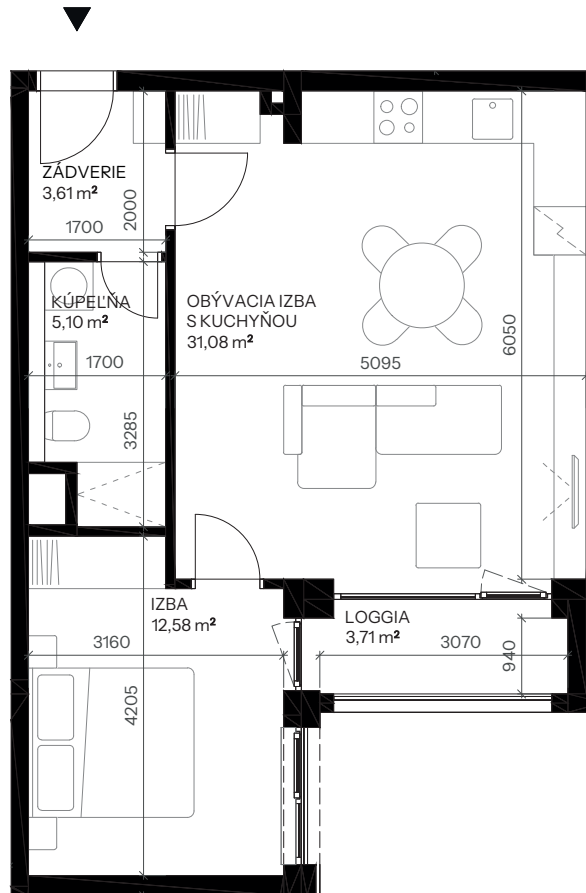 ZÁDVERIE
3,61 m²
2000
1700
KÚPEĽŇA
5,10 m²
1700
3285
OBÝVACIA IZBA
S KUCHYŇOU
31,08 m²
5095
6050
IZBA
12,58 m²
3160
4205
LOGGIA
3,71 m²
3070
940